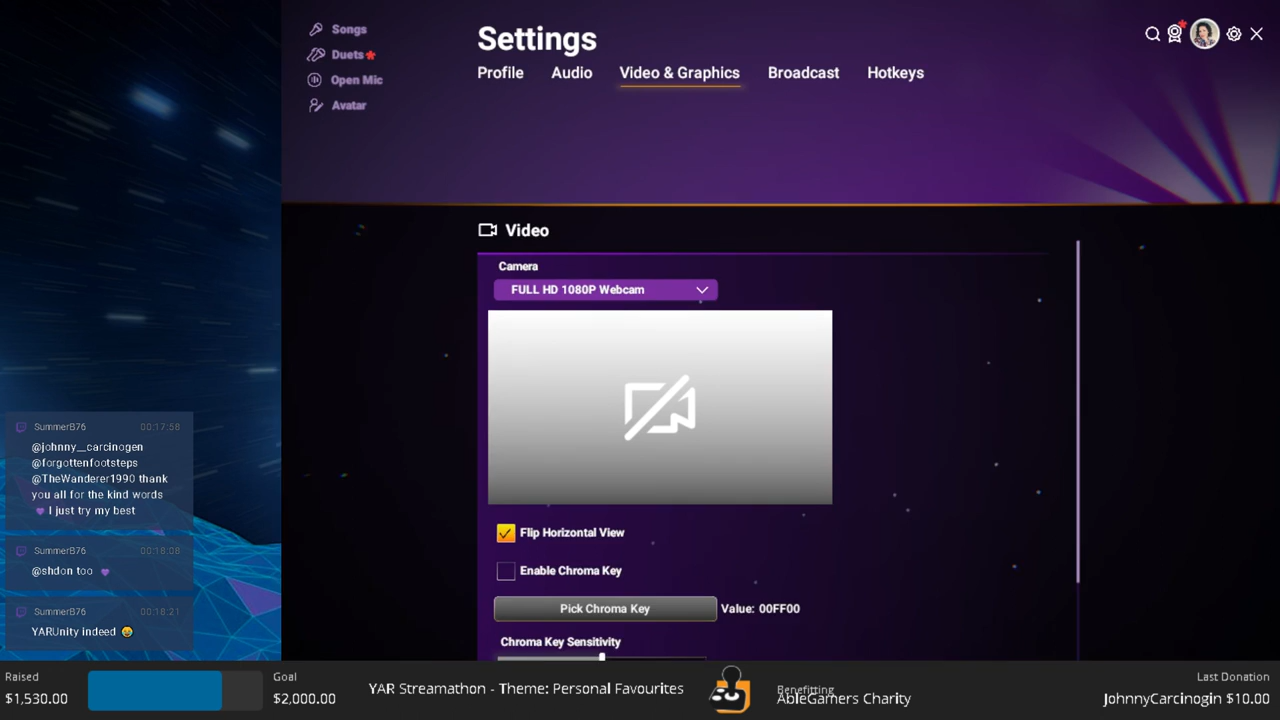 Songs
Duets
Open Mic
Avatar
Settings
Profile Audio Video & Graphics Broadcast Hotkeys
Video
Camera
FULL HD 1080P Webcam
Flip Horizontal View
Enable Chroma Key
Pick Chroma Key Value: 00FF00
Chroma Key Sensitivity
SummerB76 00:17:58
@johnny__carcinogen
@forgottenfootsteps
@TheWanderer1990 thank
you all for the kind words
I just try my best
SummerB76 00:18:08
@shdon too
SummerB76 00:18:21
YARUnity indeed
Raised
$1,530.00
Goal
$2,000.00
YAR Streamathon - Theme: Personal Favourites
Benefitting
AbleGamers Charity
Last Donation
JohnnyCarcinogin $10.00